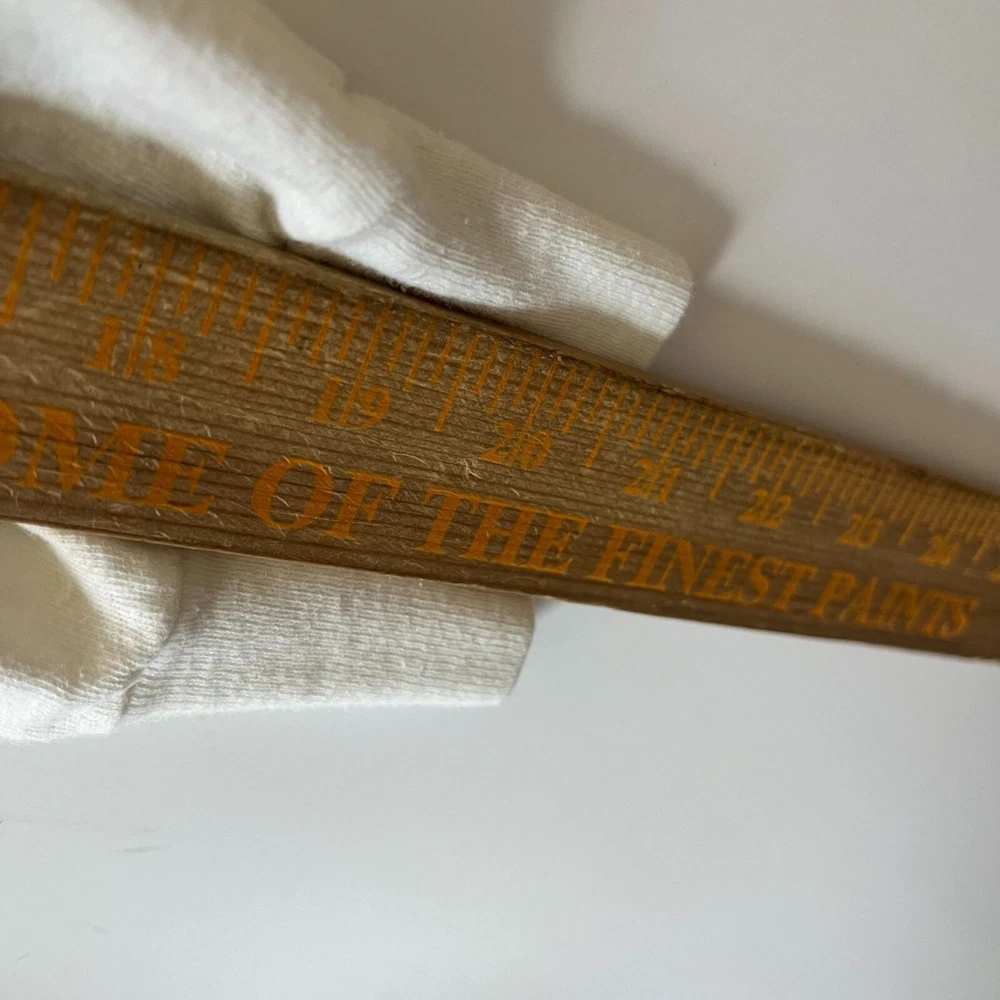 18 19 20 21 22 23 24
OME OF THE FINEST PAINTS